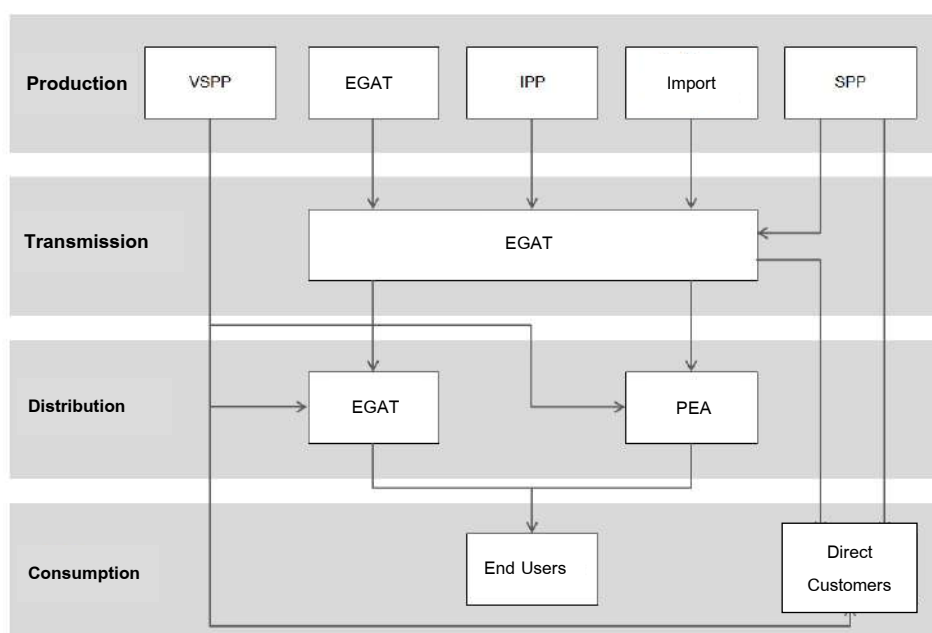 Production
VSPP
EGAT
IPP
Import
SPP
Transmission
EGAT
Distribution
EGAT
PEA
Consumption
End Users
Direct
Customers